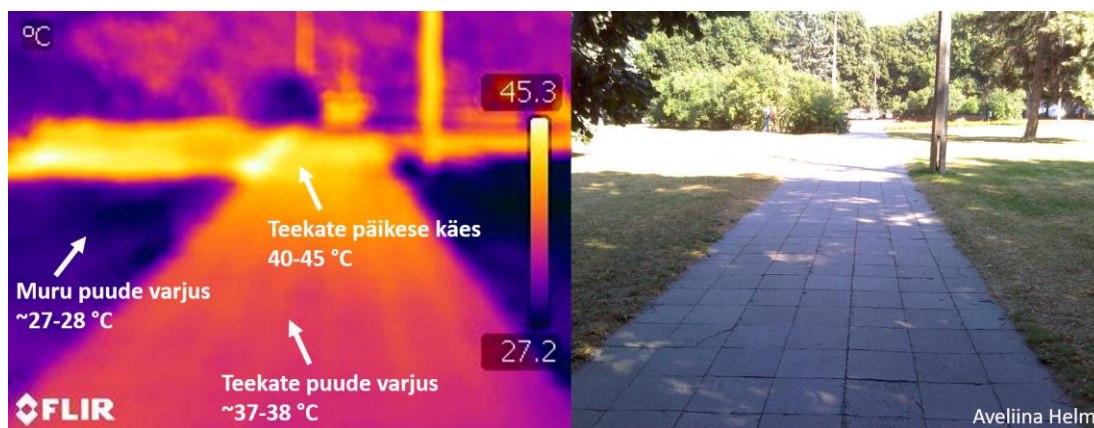 °C
45.3
Teekate päikese käes
40-45 °C
Muru puude varjus
~27-28 °C
27.2
Teekate puude varjus
~37-38 °C
FLIR
Aveliina Helm